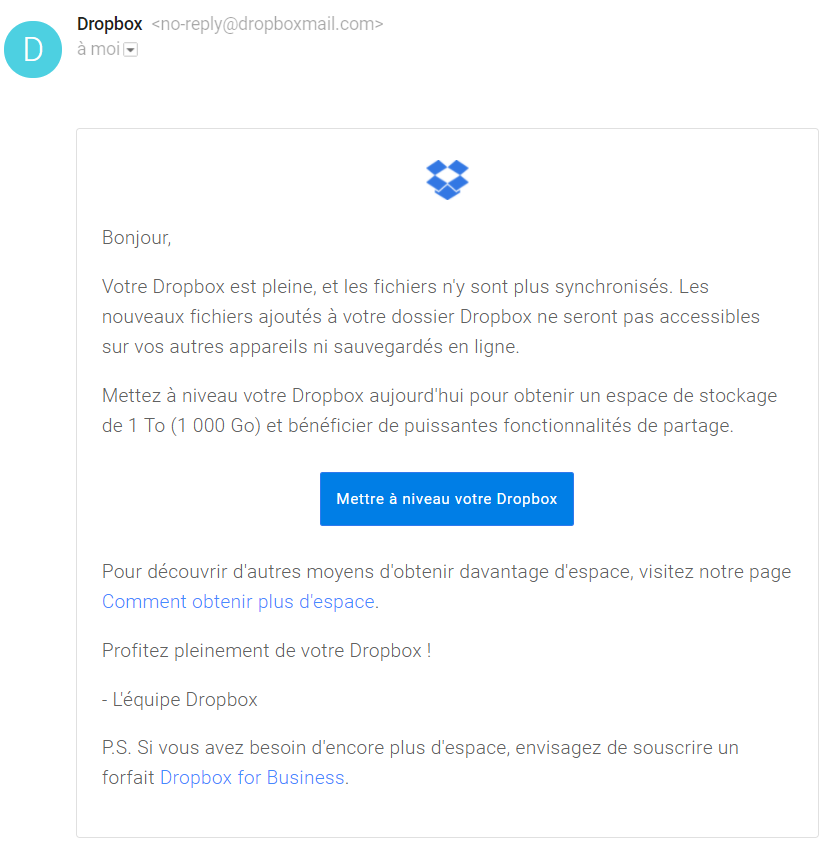 Dropbox <no-reply@dropboxmail.com>
à moi
D
Bonjour,
Votre Dropbox est pleine, et les fichiers n'y sont plus synchronisés. Les
nouveaux fichiers ajoutés à votre dossier Dropbox ne seront pas accessibles
sur vos autres appareils ni sauvegardés en ligne.
Mettez à niveau votre Dropbox aujourd'hui pour obtenir un espace de stockage
de 1 To (1 000 Go) et bénéficier de puissantes fonctionnalités de partage.
Mettre à niveau votre Dropbox
Pour découvrir d'autres moyens d'obtenir davantage d'espace, visitez notre page
Comment obtenir plus d'espace.
Profitez pleinement de votre Dropbox !
- L'équipe Dropbox
P.S. Si vous avez besoin d'encore plus d'espace, envisagez de souscrire un
forfait Dropbox for Business.